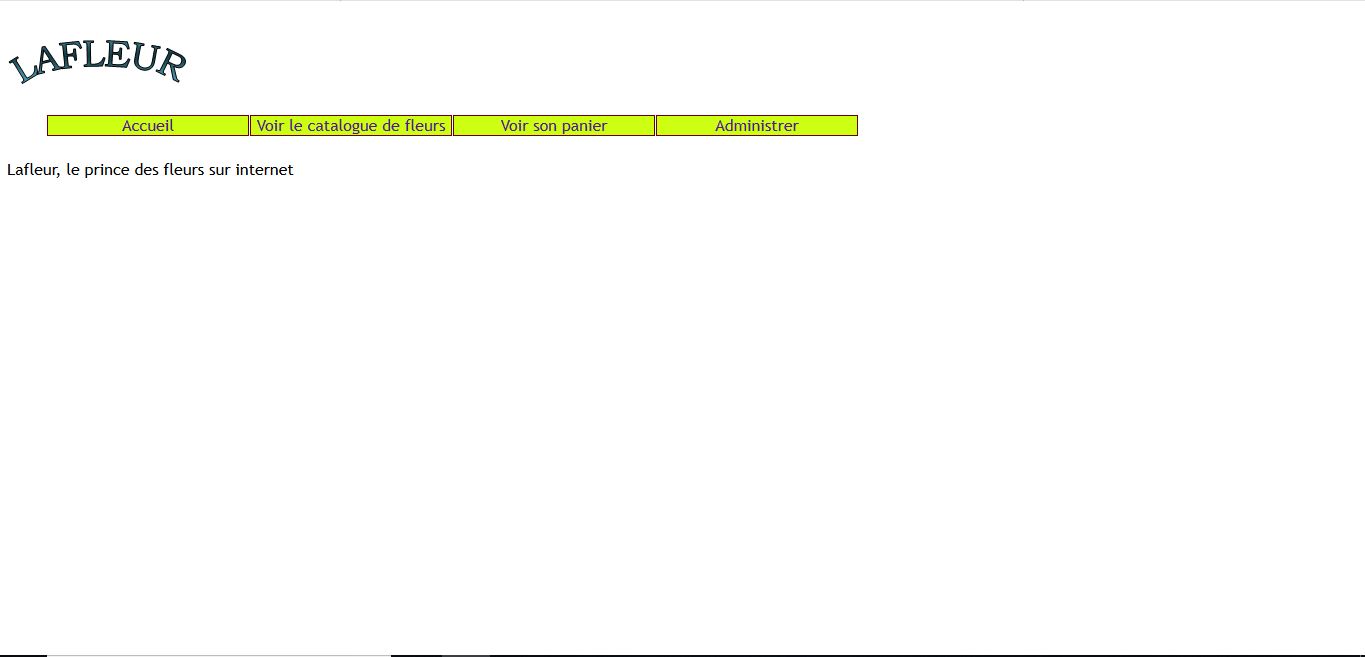 LAFLEUR
Accueil Voir le catalogue de fleurs Voir son panier Administrer
Lafleur, le prince des fleurs sur internet